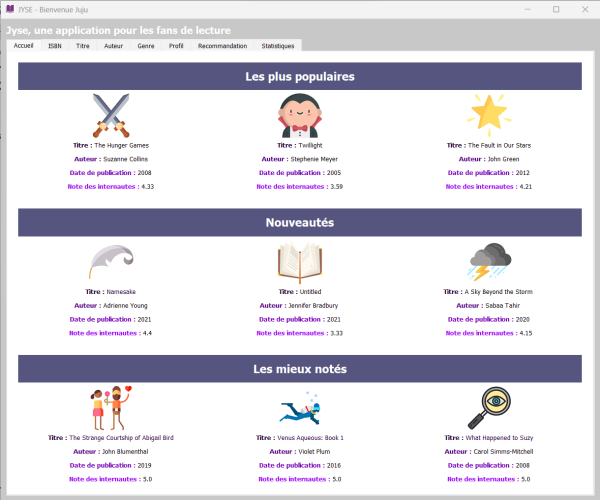 JYSE - Bienvenue Juju
Jyse, une application pour les fans de lecture
Accueil ISBN Titre Auteur Genre Profil Recommandation Statistiques
Les plus populaires
Titre : The Hunger Games Titre : Twillight Titre : The Fault in Our Stars
Auteur : Suzanne Collins Auteur : Stephenie Meyer Auteur : John Green
Date de publication : 2008 Date de publication : 2005 Date de publication : 2012
Note des internautes : 4.33 Note des internautes : 3.59 Note des internautes : 4.21
Nouveautés
Titre : Namesake Titre : Untitled Titre : A Sky Beyond the Storm
Auteur : Adrienne Young Auteur : Jennifer Bradbury Auteur : Sabaa Tahir
Date de publication : 2021 Date de publication : 2021 Date de publication : 2020
Note des internautes : 4.4 Note des internautes : 3.33 Note des internautes : 4.15
Les mieux notés
Titre : The Strange Courtship of Abigail Bird Titre : Venus Aqueous: Book 1 Titre : What Happened to Suzy
Auteur : John Blumenthal Auteur : Violet Plum Auteur : Carol Simms-Mitchell
Date de publication : 2019 Date de publication : 2016 Date de publication : 2008
Note des internautes : 5.0 Note des internautes : 5.0 Note des internautes : 5.0